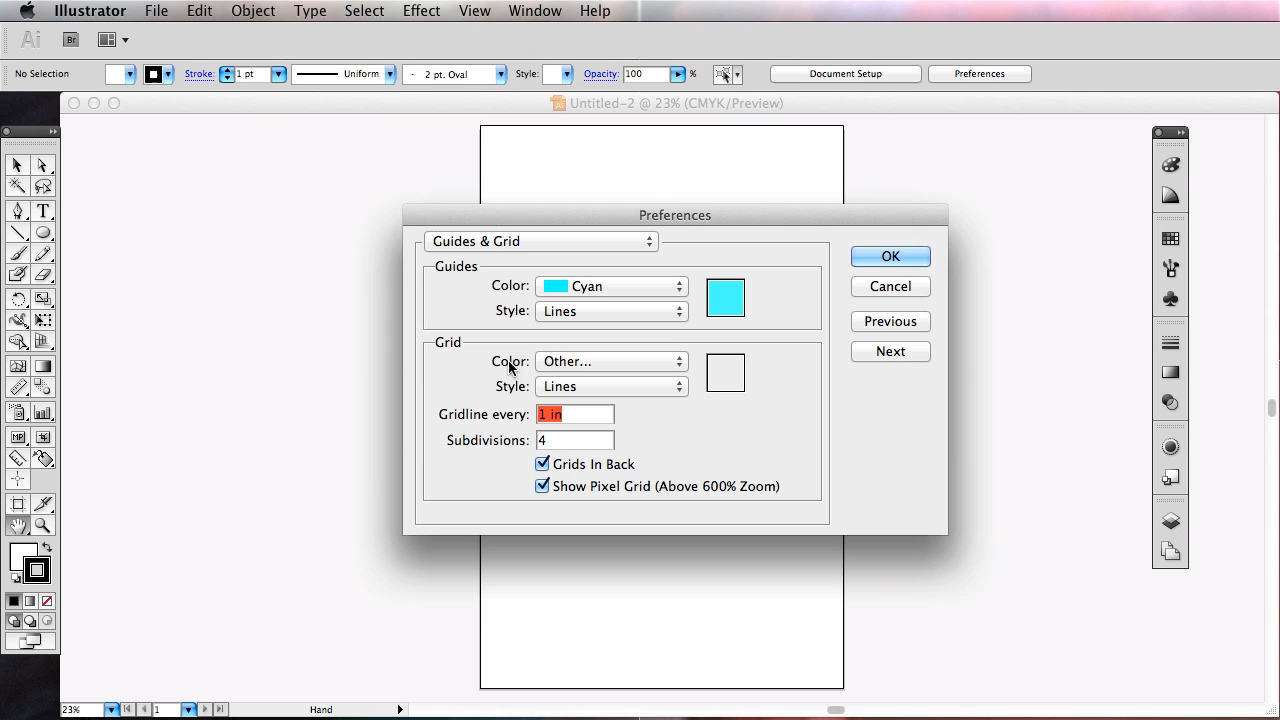 Illustrator File Edit Object Type Select Effect View Window Help
Ai Br
No Selection Stroke: 1 pt Uniform 2 pt. Oval Style: Opacity: 100 % Document Setup Preferences
Untitled-2 @ 23% (CMYK/Preview)
Preferences
Guides & Grid
Guides
Color: Cyan
Style: Lines
Grid
Color: Other...
Style: Lines
Gridline every: 1 in
Subdivisions: 4
Grids In Back
Show Pixel Grid (Above 600% Zoom)
OK
Cancel
Previous
Next
T
MP
23% 1 Hand